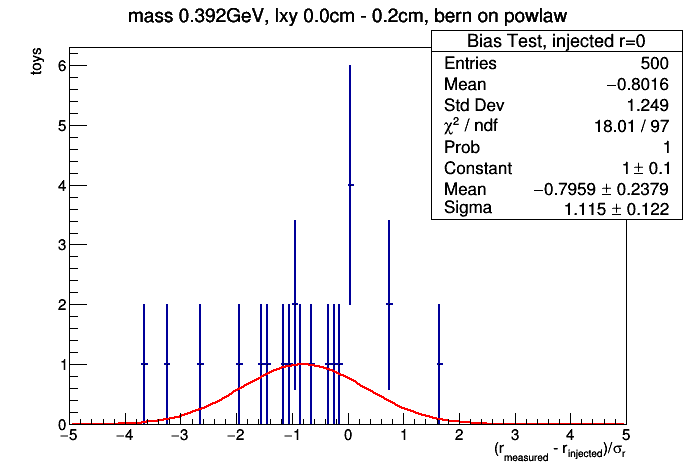 mass 0.392GeV, lxy 0.0cm - 0.2cm, bern on powlaw
Bias Test, injected r=0
Entries 500
Mean −0.8016
Std Dev 1.249
χ² / ndf 18.01 / 97
Prob 1
Constant 1 ± 0.1
Mean −0.7959 ± 0.2379
Sigma 1.115 ± 0.122
toys
6
5
4
3
2
1
0
−5 −4 −3 −2 −1 0 1 2 3 4 5
(r_measured - r_injected)/σ_r